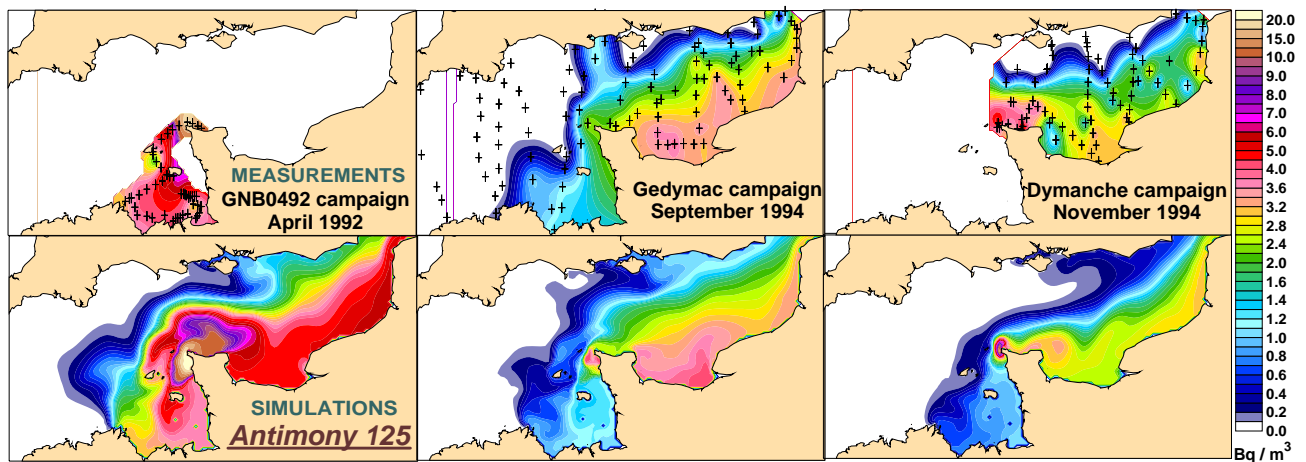 MEASUREMENTS
GNB0492 campaign
April 1992
Gedymac campaign
September 1994
Dymanche campaign
November 1994
SIMULATIONS
Antimony 125
20.0
15.0
10.0
9.0
8.0
7.0
6.0
5.0
4.0
3.6
3.2
2.8
2.4
2.0
1.6
1.4
1.2
1.0
0.8
0.6
0.4
0.2
0.0
Bq / m³